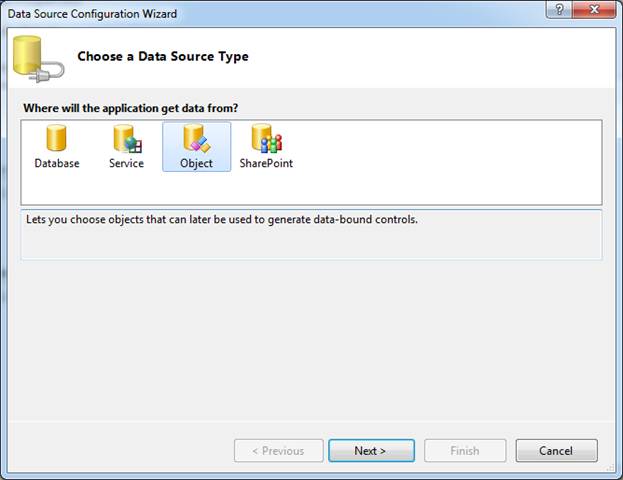 Data Source Configuration Wizard
Choose a Data Source Type
Where will the application get data from?
Database Service Object SharePoint
Lets you choose objects that can later be used to generate data-bound controls.
< Previous Next > Finish Cancel